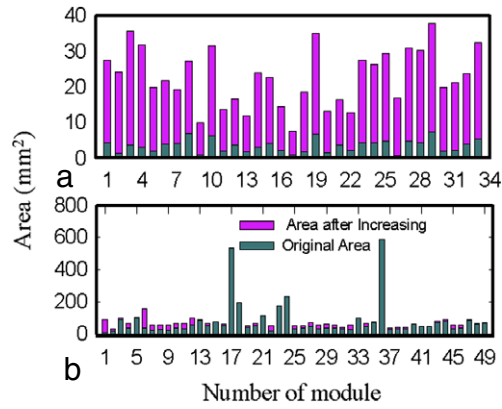 40
30
20
10
0
a
1 4 7 10 13 16 19 22 25 28 31 34
Area (mm²)
800
600
400
200
0
Area after Increasing
Original Area
b
1 5 9 13 17 21 25 29 33 37 41 45 49
Number of module